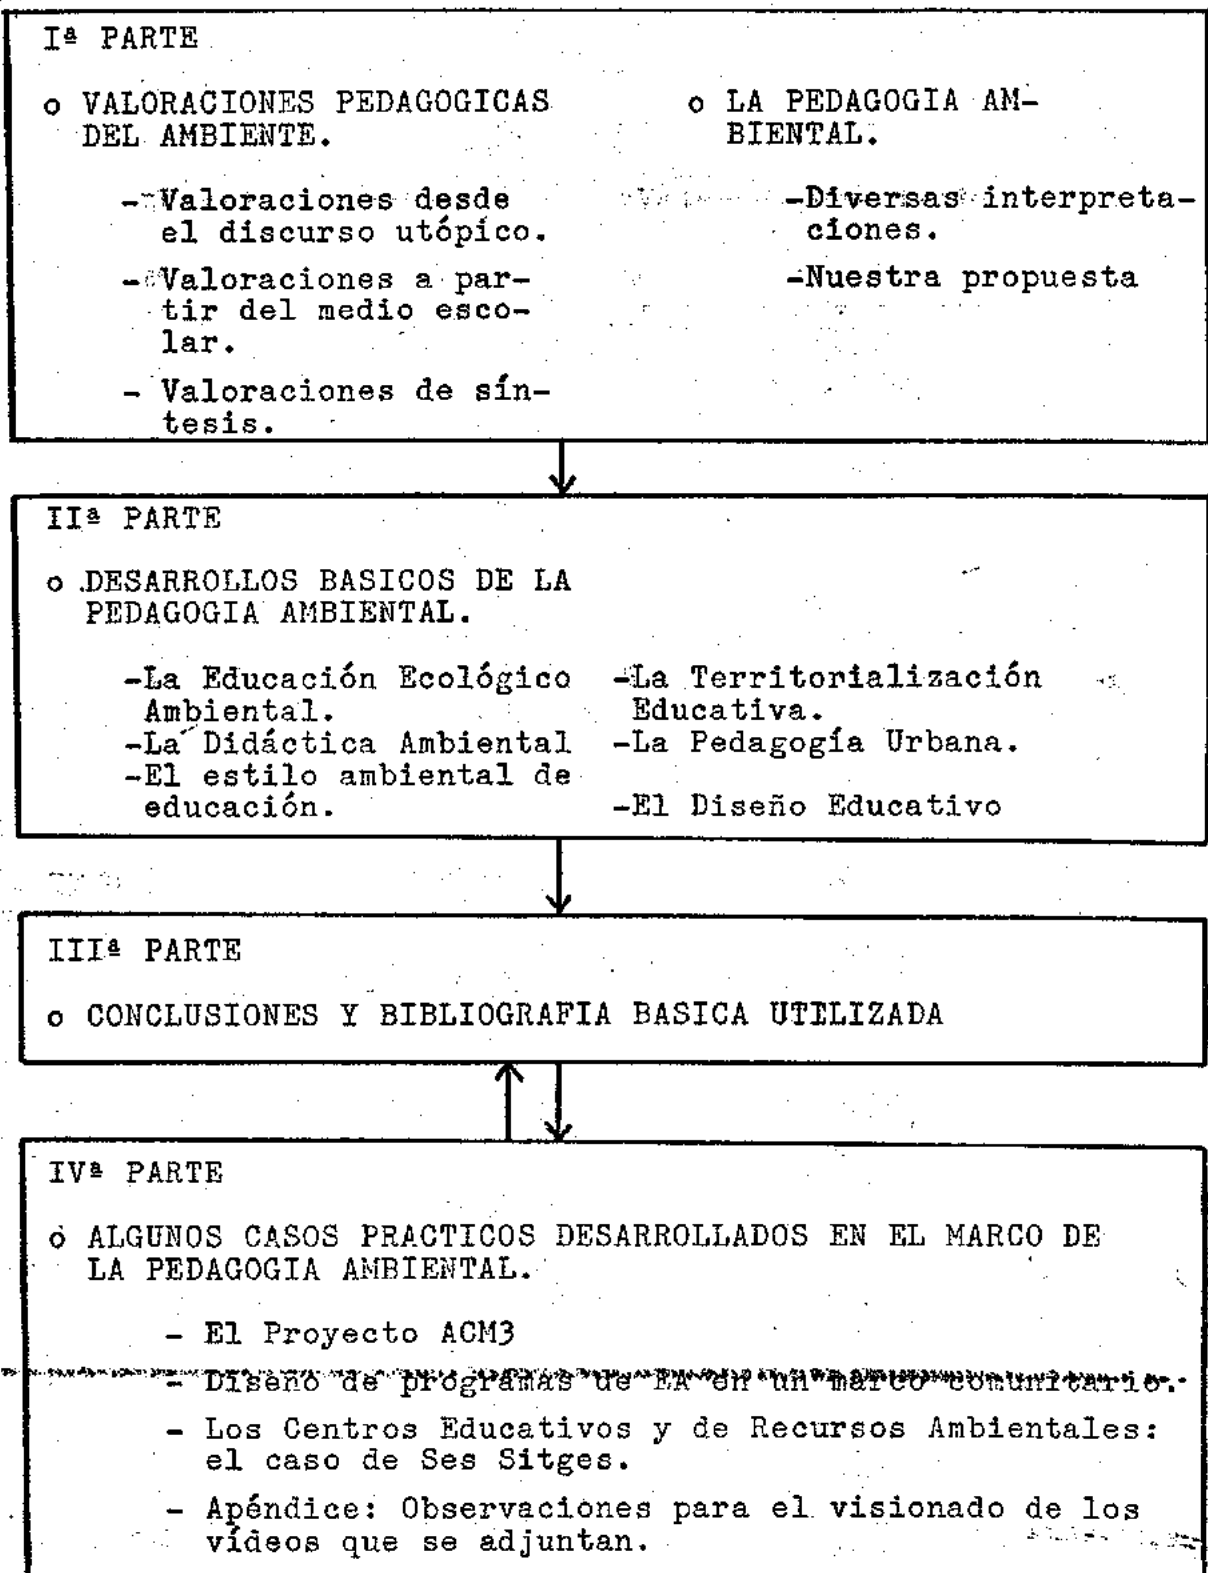 Iª PARTE
o VALORACIONES PEDAGOGICAS
DEL AMBIENTE.
-Valoraciones desde
el discurso utópico.
-Valoraciones a par-
tir del medio esco-
lar.
- Valoraciones de sín-
tesis.
o LA PEDAGOGIA AM-
BIENTAL.
-Diversas interpreta-
ciones.
-Nuestra propuesta
IIª PARTE
o .DESARROLLOS BASICOS DE LA
PEDAGOGIA AMBIENTAL.
-La Educación Ecológico
Ambiental.
-La Didáctica Ambiental
-El estilo ambiental de
educación.
-La Territorialización
Educativa.
-La Pedagogía Urbana.
-El Diseño Educativo
IIIª PARTE
o CONCLUSIONES Y BIBLIOGRAFIA BASICA UTILIZADA
IVª PARTE
o ALGUNOS CASOS PRACTICOS DESARROLLADOS EN EL MARCO DE
LA PEDAGOGIA AMBIENTAL.
- El Proyecto ACM3
- Diseño de programas de EA en un marco comunitario.
- Los Centros Educativos y de Recursos Ambientales:
el caso de Ses Sitges.
- Apéndice: Observaciones para el visionado de los
vídeos que se adjuntan.